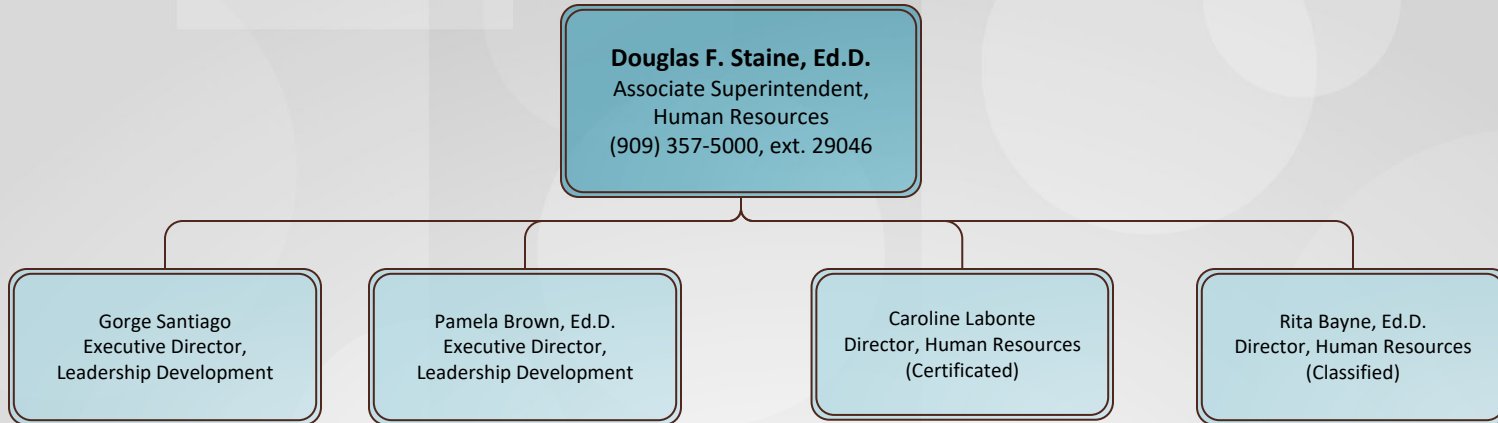 Douglas F. Staine, Ed.D.
Associate Superintendent,
Human Resources
(909) 357-5000, ext. 29046
Gorge Santiago
Executive Director,
Leadership Development
Pamela Brown, Ed.D.
Executive Director,
Leadership Development
Caroline Labonte
Director, Human Resources
(Certificated)
Rita Bayne, Ed.D.
Director, Human Resources
(Classified)